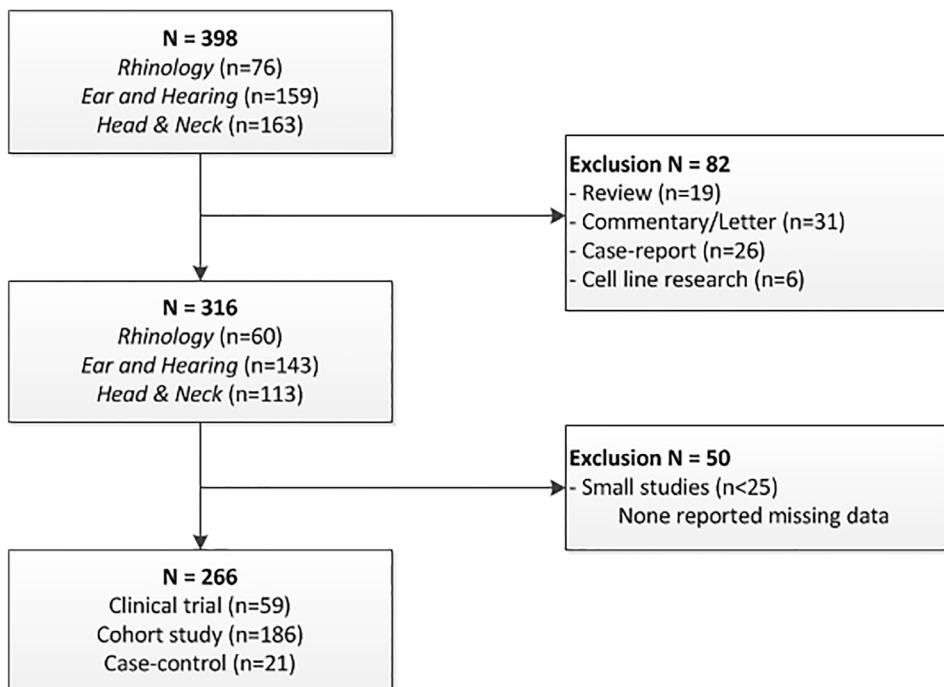 N = 398
Rhinology (n=76)
Ear and Hearing (n=159)
Head & Neck (n=163)
Exclusion N = 82
- Review (n=19)
- Commentary/Letter (n=31)
- Case-report (n=26)
- Cell line research (n=6)
N = 316
Rhinology (n=60)
Ear and Hearing (n=143)
Head & Neck (n=113)
Exclusion N = 50
- Small studies (n<25)
None reported missing data
N = 266
Clinical trial (n=59)
Cohort study (n=186)
Case-control (n=21)